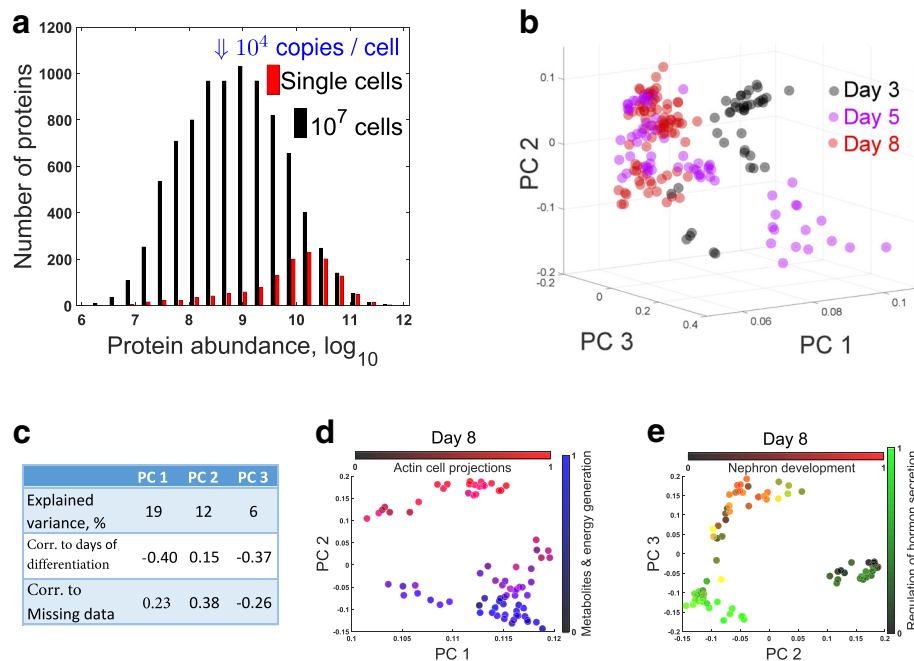 a
⇓ 10^4 copies / cell
Single cells
10^7 cells
Number of proteins
1200
1000
800
600
400
200
0
6 7 8 9 10 11 12
Protein abundance, log10
b
Day 3
Day 5
Day 8
PC 2
0.1
0
-0.1
-0.2
-0.2
0
0.2
0.4
PC 3
0.06
0.08
0.1
PC 1
c
PC 1 PC 2 PC 3
Explained
variance, % 19 12 6
Corr. to days of
differentiation -0.40 0.15 -0.37
Corr. to
Missing data 0.23 0.38 -0.26
d
Day 8
0 1
Actin cell projections
PC 2
0.2
0.15
0.1
0.05
0
-0.05
-0.1
-0.15
0.1 0.105 0.11 0.115 0.12
PC 1
1
0
Metabolites & energy generation
e
Day 8
0 1
Nephron development
PC 3
0.2
0.15
0.1
0.05
0
-0.05
-0.1
-0.15
-0.2
-0.15 -0.1 -0.05 0 0.05 0.1 0.15 0.2
PC 2
1
0
Regulation of hormon secretion